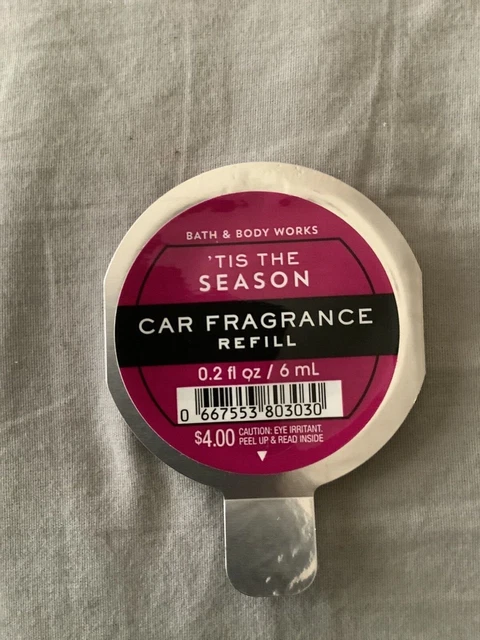 BATH & BODY WORKS
'TIS THE
SEASON
CAR FRAGRANCE
REFILL
0.2 fl oz / 6 mL
0 667553 803030
$4.00 CAUTION: EYE IRRITANT.
PEEL UP & READ INSIDE